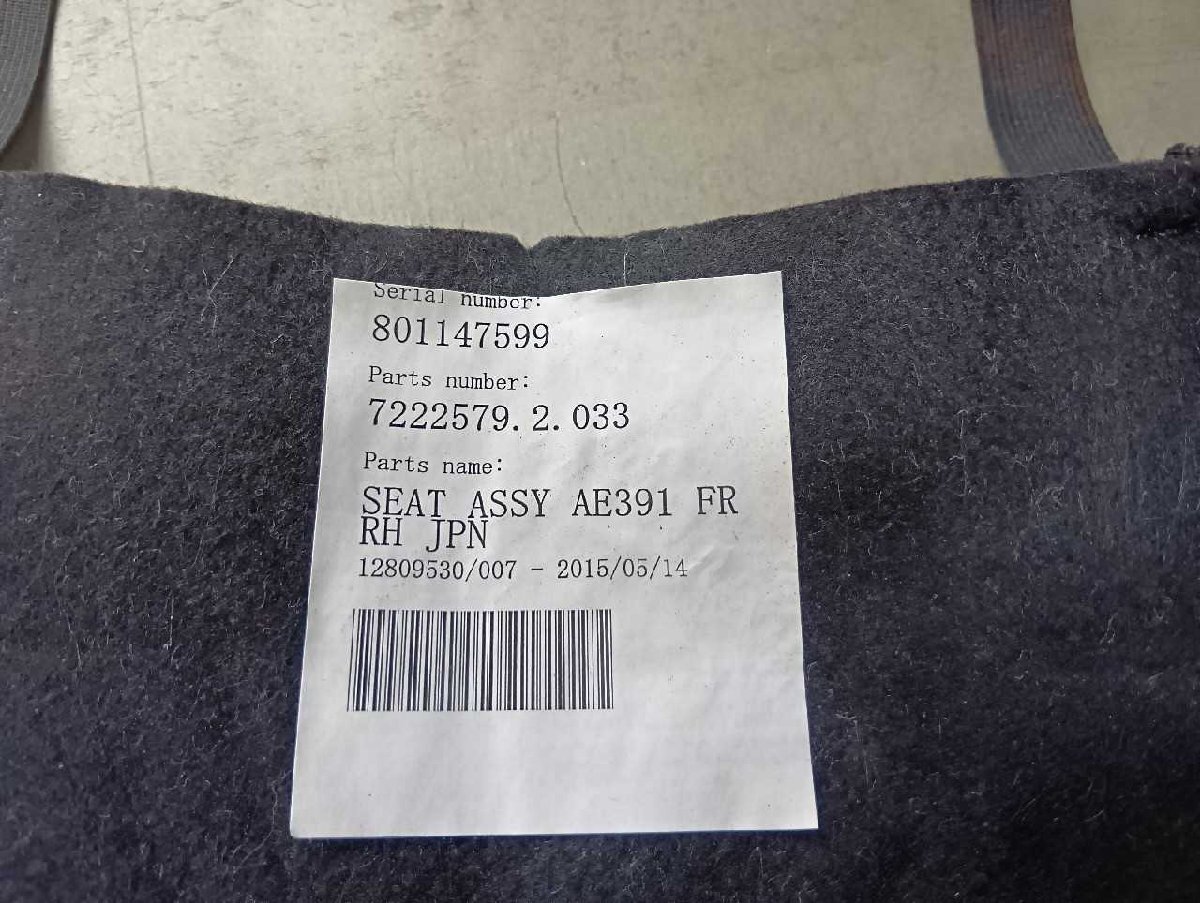 Serial number:
801147599
Parts number:
7222579.2.033
Parts name:
SEAT ASSY AE391 FR
RH JPN
12809530/007 - 2015/05/14